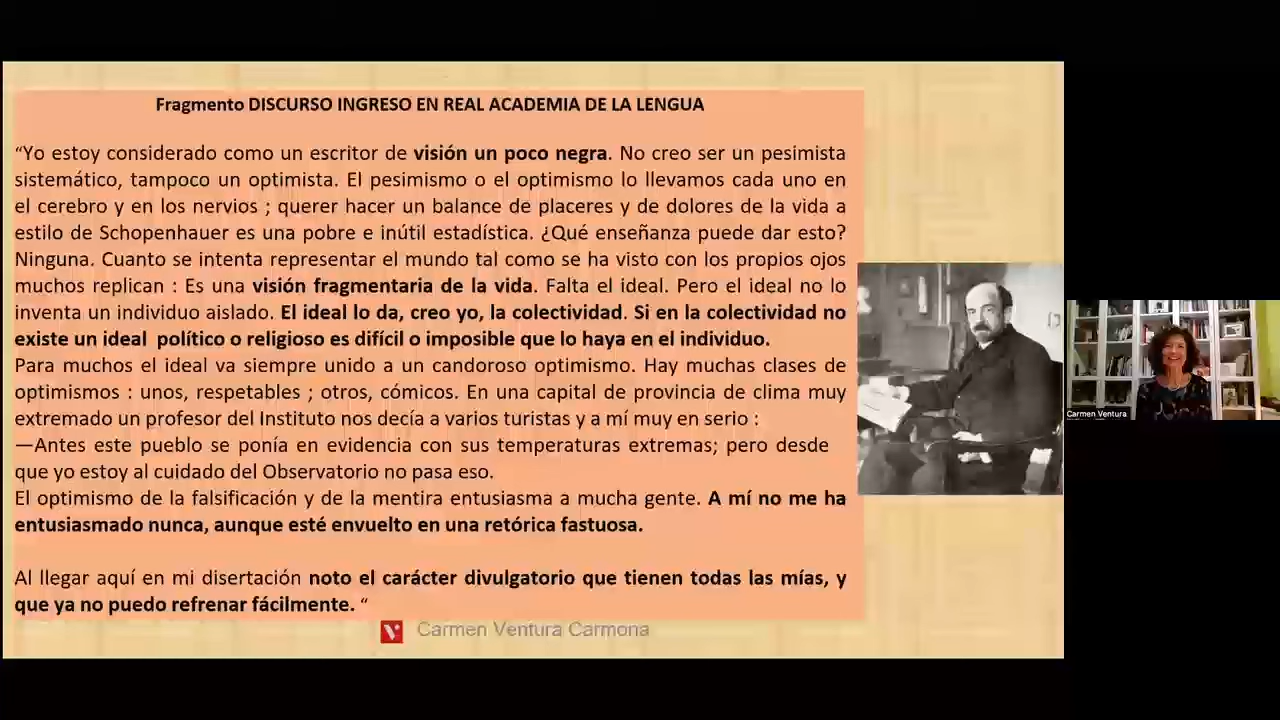 Fragmento DISCURSO INGRESO EN REAL ACADEMIA DE LA LENGUA
“Yo estoy considerado como un escritor de visión un poco negra. No creo ser un pesimista
sistemático, tampoco un optimista. El pesimismo o el optimismo lo llevamos cada uno en
el cerebro y en los nervios ; querer hacer un balance de placeres y de dolores de la vida a
estilo de Schopenhauer es una pobre e inútil estadística. ¿Qué enseñanza puede dar esto?
Ninguna. Cuanto se intenta representar el mundo tal como se ha visto con los propios ojos
muchos replican : Es una visión fragmentaria de la vida. Falta el ideal. Pero el ideal no lo
inventa un individuo aislado. El ideal lo da, creo yo, la colectividad. Si en la colectividad no
existe un ideal  político o religioso es difícil o imposible que lo haya en el individuo.
Para muchos el ideal va siempre unido a un candoroso optimismo. Hay muchas clases de
optimismos : unos, respetables ; otros, cómicos. En una capital de provincia de clima muy
extremado un profesor del Instituto nos decía a varios turistas y a mí muy en serio :
—Antes este pueblo se ponía en evidencia con sus temperaturas extremas; pero desde
que yo estoy al cuidado del Observatorio no pasa eso.
El optimismo de la falsificación y de la mentira entusiasma a mucha gente. A mí no me ha
entusiasmado nunca, aunque esté envuelto en una retórica fastuosa.
Al llegar aquí en mi disertación noto el carácter divulgatorio que tienen todas las mías, y
que ya no puedo refrenar fácilmente. “
Carmen Ventura Carmona
Carmen Ventura